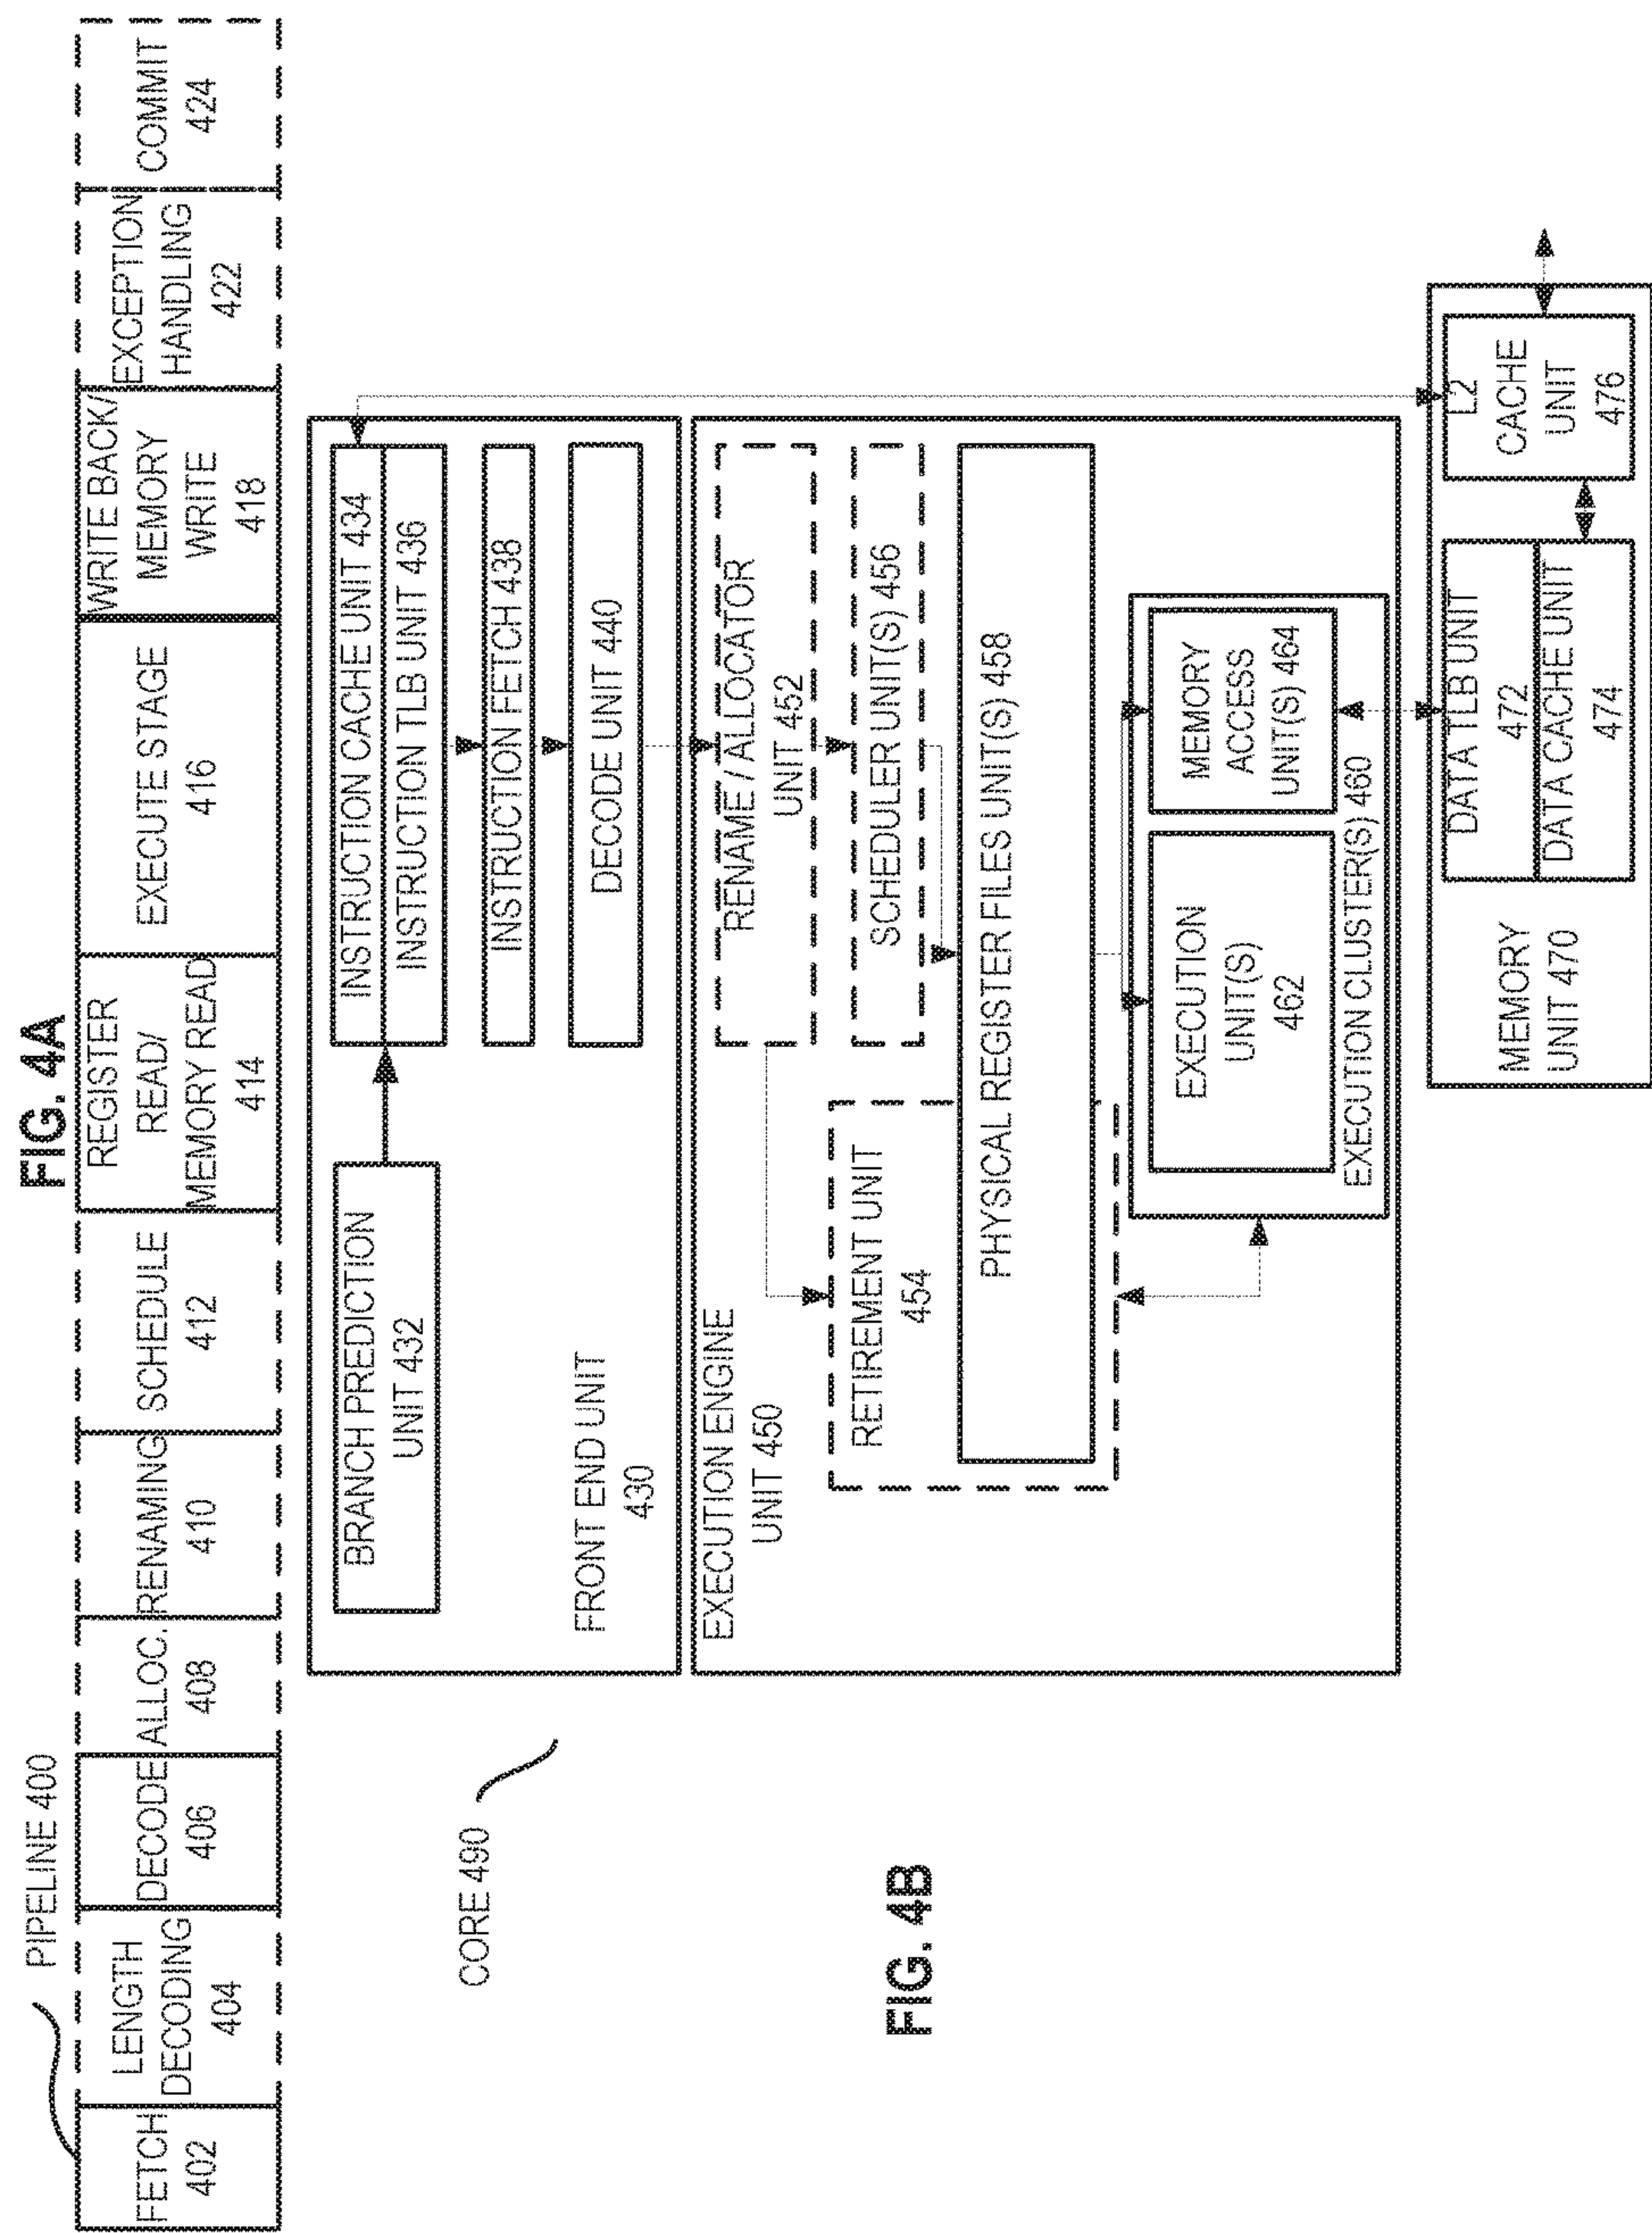 PIPELINE 400
FIG. 4A
FETCH
402
LENGTH
DECODING
404
DECODE
406
ALLOC.
408
RENAMING
410
SCHEDULE
412
REGISTER
READ/
MEMORY READ
414
EXECUTE STAGE
416
WRITE BACK/
MEMORY
WRITE
418
EXCEPTION
HANDLING
422
COMMIT
424
CORE 490
FIG. 4B
BRANCH PREDICTION
UNIT 432
INSTRUCTION CACHE UNIT 434
INSTRUCTION TLB UNIT 436
INSTRUCTION FETCH 438
DECODE UNIT 440
FRONT END UNIT
430
EXECUTION ENGINE
UNIT 450
RENAME / ALLOCATOR
UNIT 452
SCHEDULER UNIT(S) 456
RETIREMENT UNIT
454
PHYSICAL REGISTER FILES UNIT(S) 458
EXECUTION
UNIT(S)
462
MEMORY
ACCESS
UNIT(S) 464
EXECUTION CLUSTER(S) 460
MEMORY
UNIT 470
DATA TLB UNIT
472
DATA CACHE UNIT
474
L2
CACHE
UNIT
476